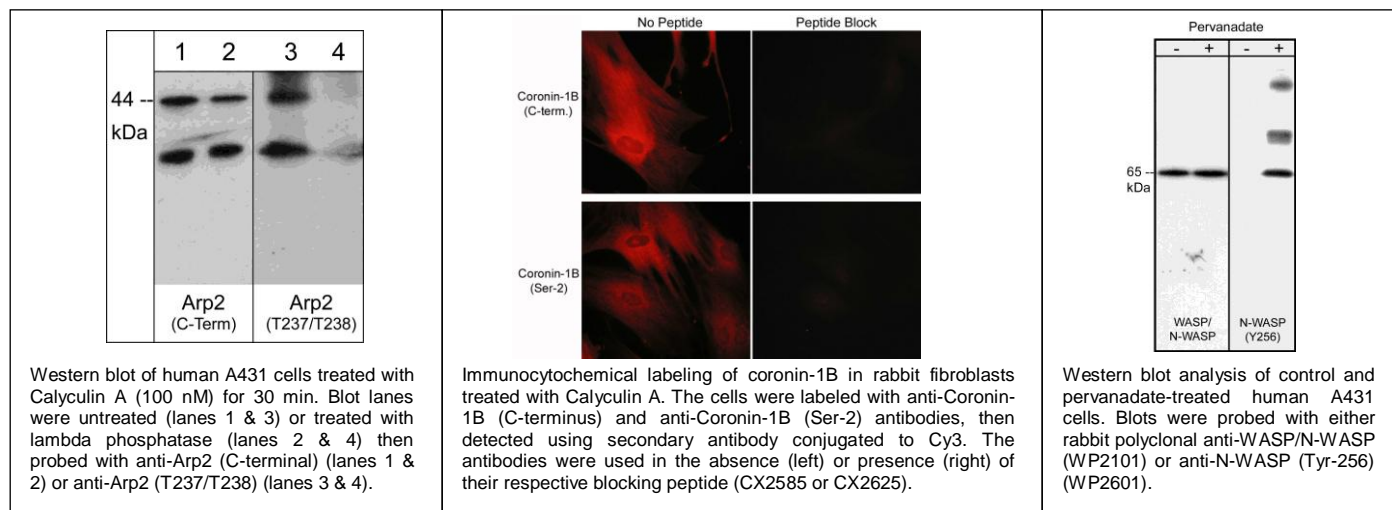 1 2 3 4
44 --
kDa
Arp2
(C-Term)
Arp2
(T237/T238)
Western blot of human A431 cells treated with
Calyculin A (100 nM) for 30 min. Blot lanes
were untreated (lanes 1 & 3) or treated with
lambda phosphatase (lanes 2 & 4) then
probed with anti-Arp2 (C-terminal) (lanes 1 &
2) or anti-Arp2 (T237/T238) (lanes 3 & 4).
No Peptide Peptide Block
Coronin-1B
(C-term.)
Coronin-1B
(Ser-2)
Immunocytochemical labeling of coronin-1B in rabbit fibroblasts
treated with Calyculin A. The cells were labeled with anti-Coronin-
1B (C-terminus) and anti-Coronin-1B (Ser-2) antibodies, then
detected using secondary antibody conjugated to Cy3. The
antibodies were used in the absence (left) or presence (right) of
their respective blocking peptide (CX2585 or CX2625).
Pervanadate
- + - +
65 --
kDa
WASP/
N-WASP
N-WASP
(Y256)
Western blot analysis of control and
pervanadate-treated human A431
cells. Blots were probed with either
rabbit polyclonal anti-WASP/N-WASP
(WP2101) or anti-N-WASP (Tyr-256)
(WP2601).